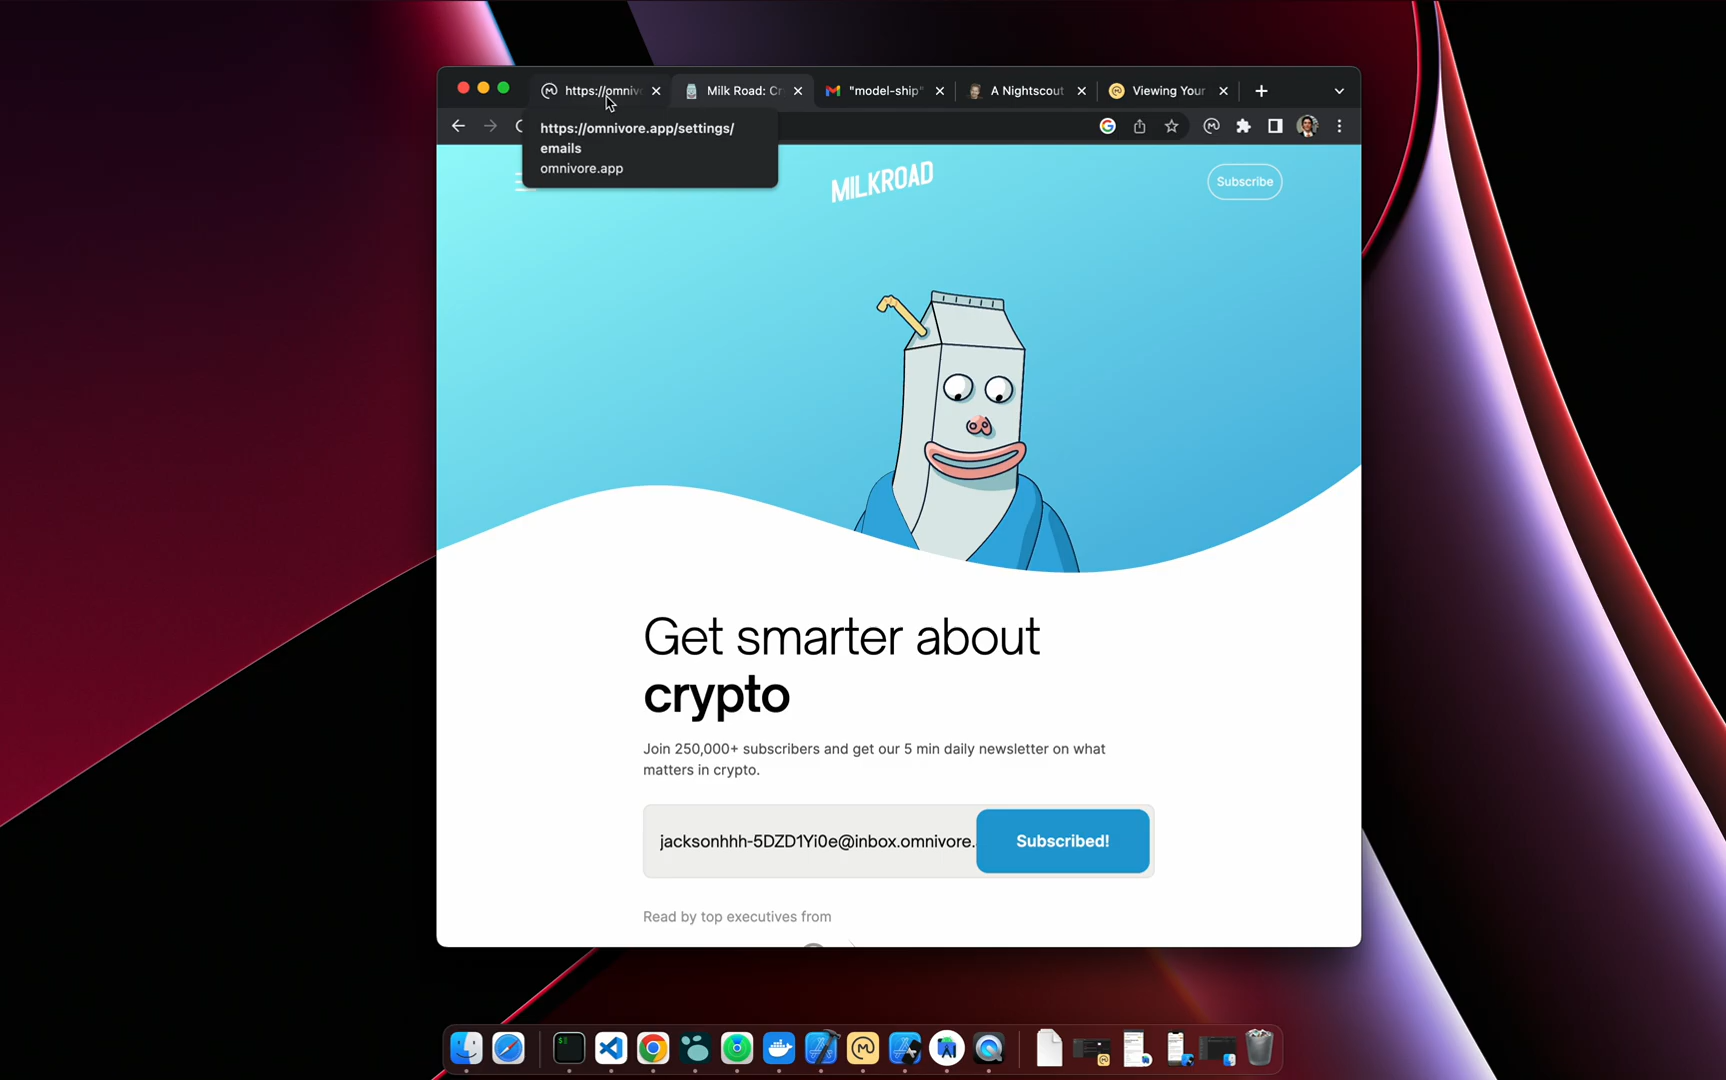 https://omniv
Milk Road: Cr
"model-ship"
A Nightscout
Viewing Your
https://omnivore.app/settings/
emails
omnivore.app
MILKROAD
Subscribe
Get smarter about
crypto
Join 250,000+ subscribers and get our 5 min daily newsletter on what
matters in crypto.
jacksonhhh-5DZD1Yi0e@inbox.omnivore.
Subscribed!
Read by top executives from